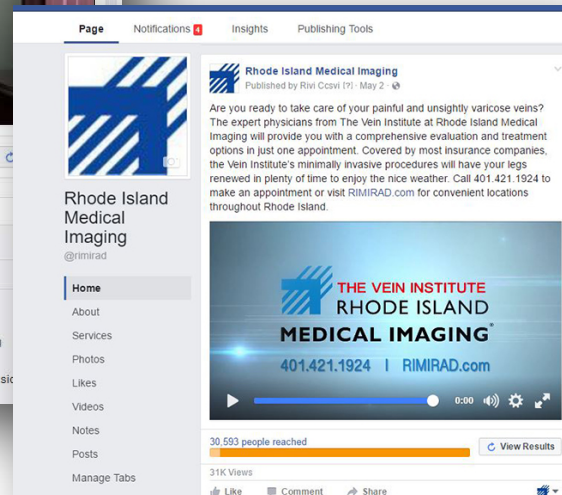 Page Notifications 4 Insights Publishing Tools
Rhode Island Medical Imaging
Published by Rivi Ccsvi [?] · May 2 ·
Are you ready to take care of your painful and unsightly varicose veins?
The expert physicians from The Vein Institute at Rhode Island Medical
Imaging will provide you with a comprehensive evaluation and treatment
options in just one appointment. Covered by most insurance companies,
the Vein Institute's minimally invasive procedures will have your legs
renewed in plenty of time to enjoy the nice weather. Call 401.421.1924 to
make an appointment or visit RIMIRAD.com for convenient locations
throughout Rhode Island.
Rhode Island
Medical
Imaging
@rimirad
Home
About
Services
Photos
Likes
Videos
Notes
Posts
Manage Tabs
THE VEIN INSTITUTE
RHODE ISLAND
MEDICAL IMAGING®
401.421.1924 | RIMIRAD.com
0:00
30,593 people reached
View Results
31K Views
Like Comment Share